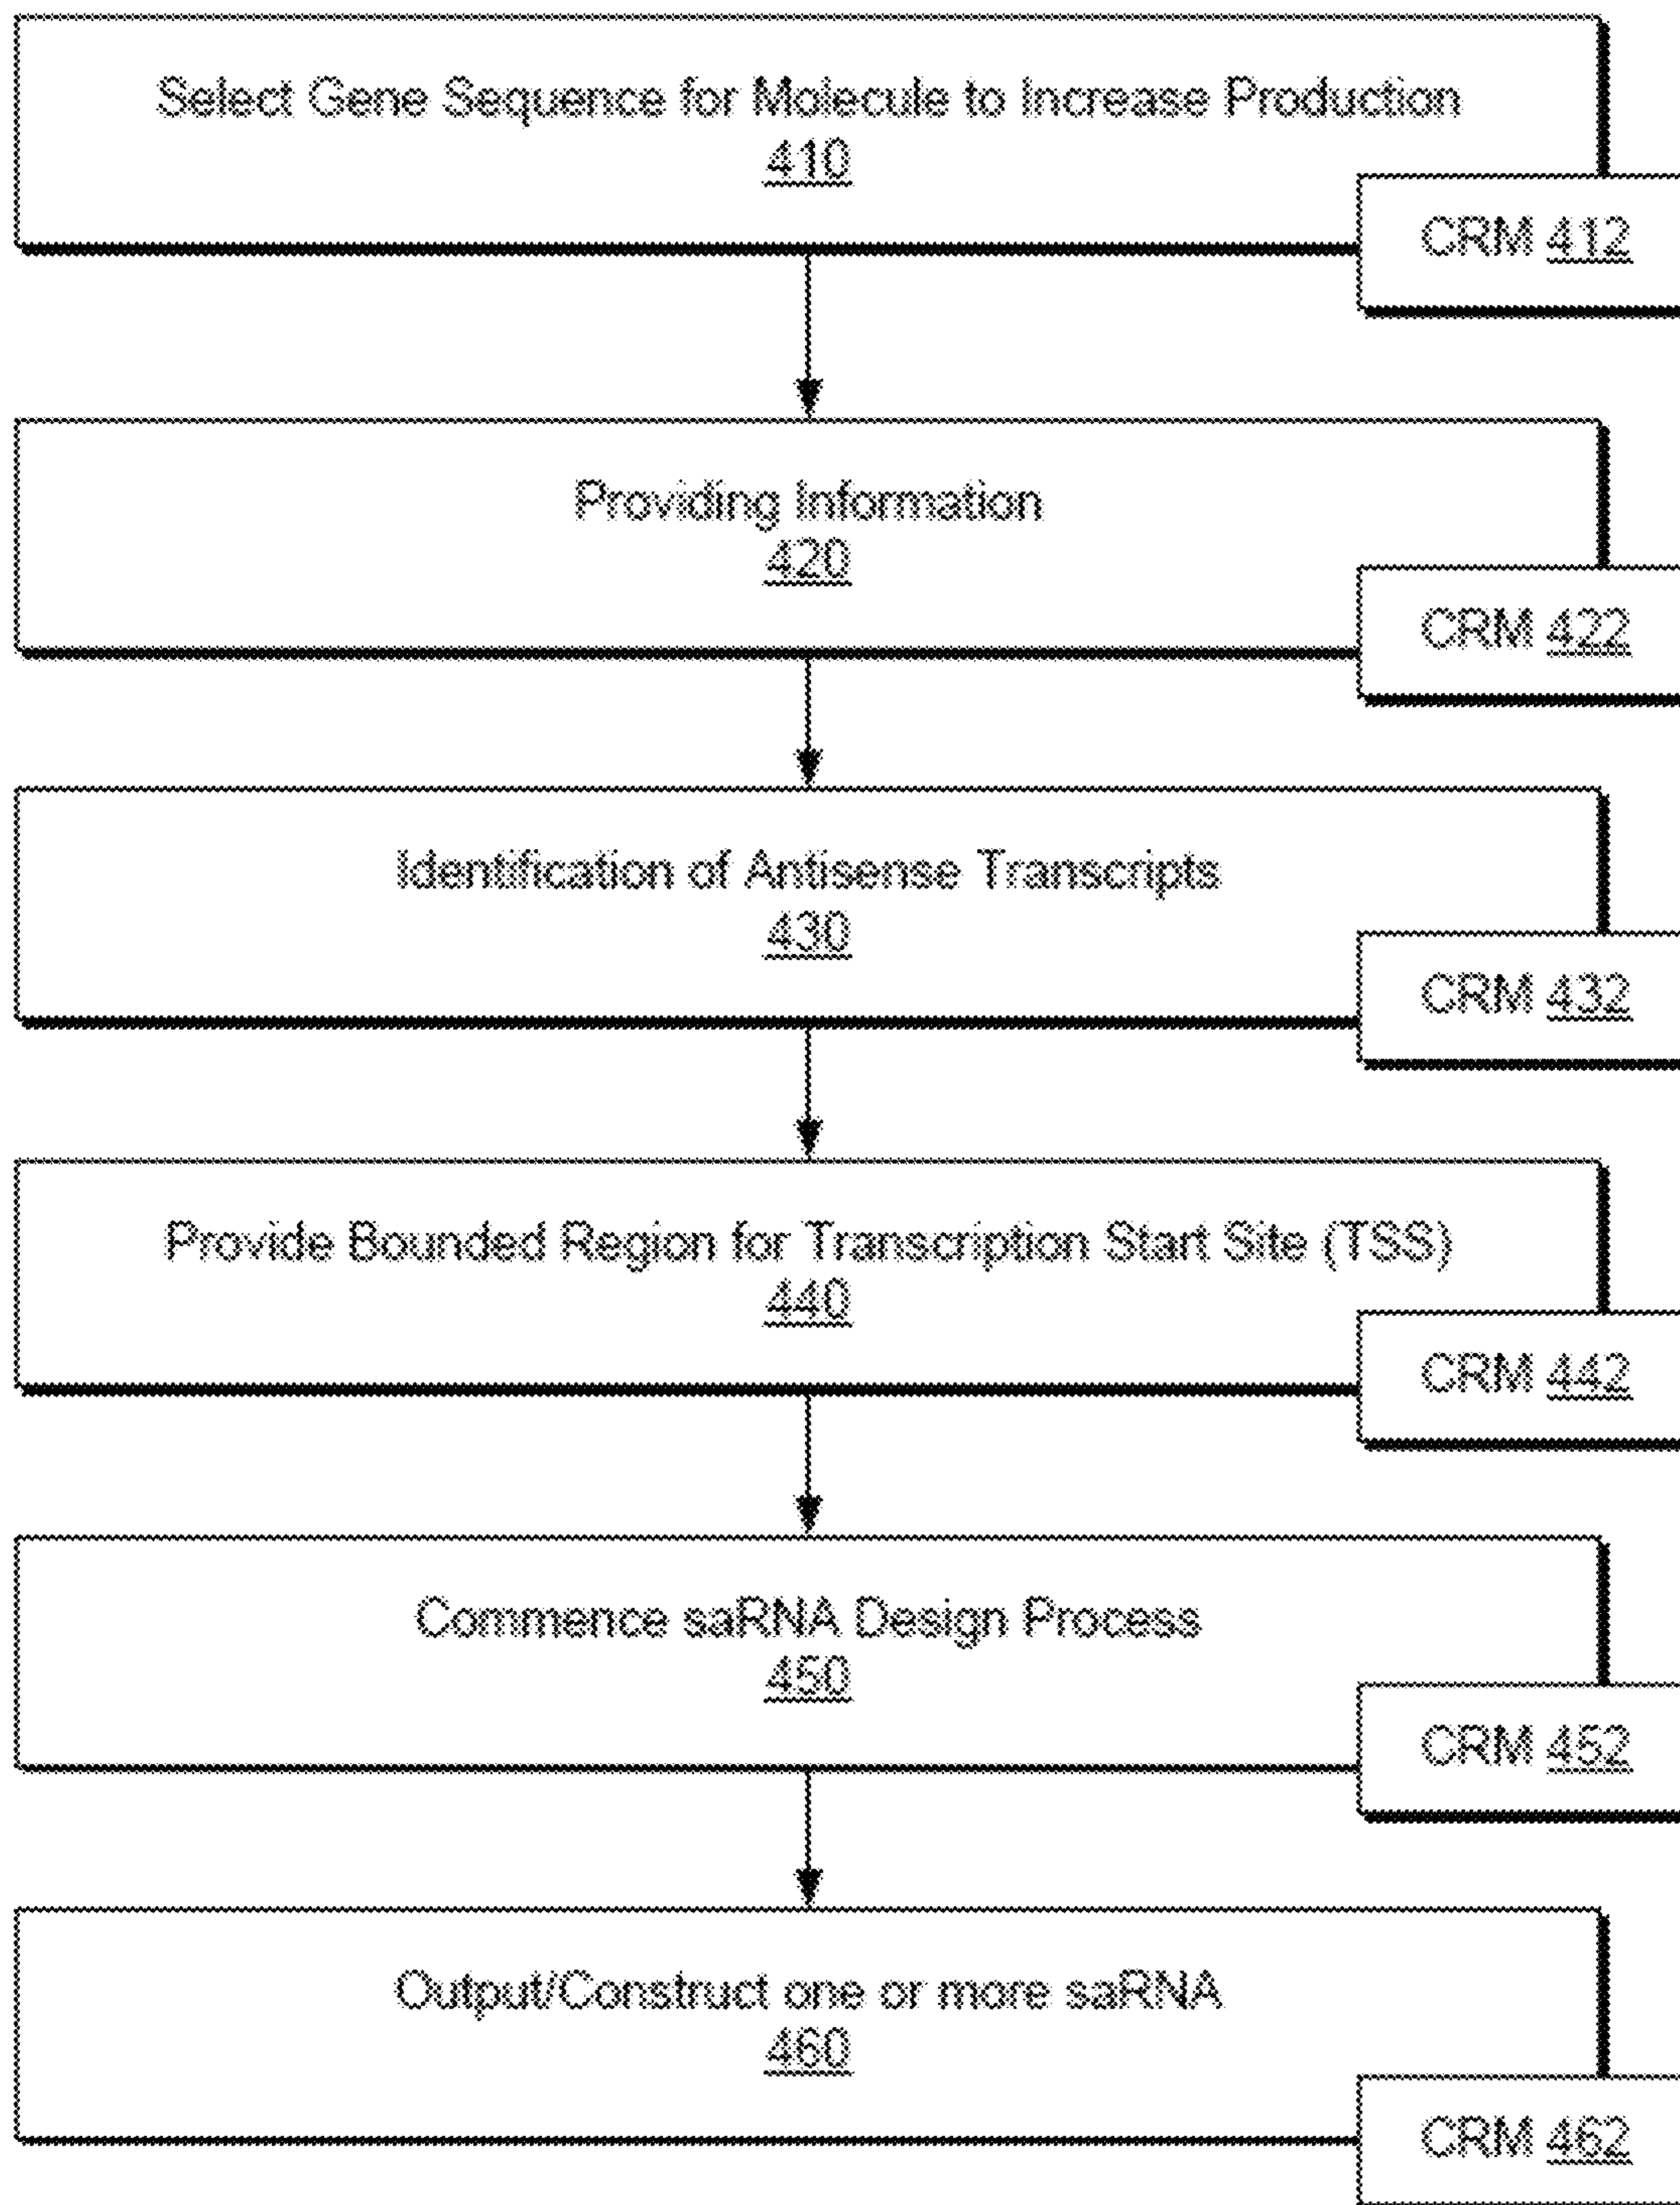 Select Gene Sequence for Molecule to Increase Production
410
CRM 412
Providing Information
420
CRM 422
Identification of Antisense Transcripts
430
CRM 432
Provide Bounded Region for Transcription Start Site (TSS)
440
CRM 442
Commence saRNA Design Process
450
CRM 452
Output/Construct one or more saRNA
460
CRM 462